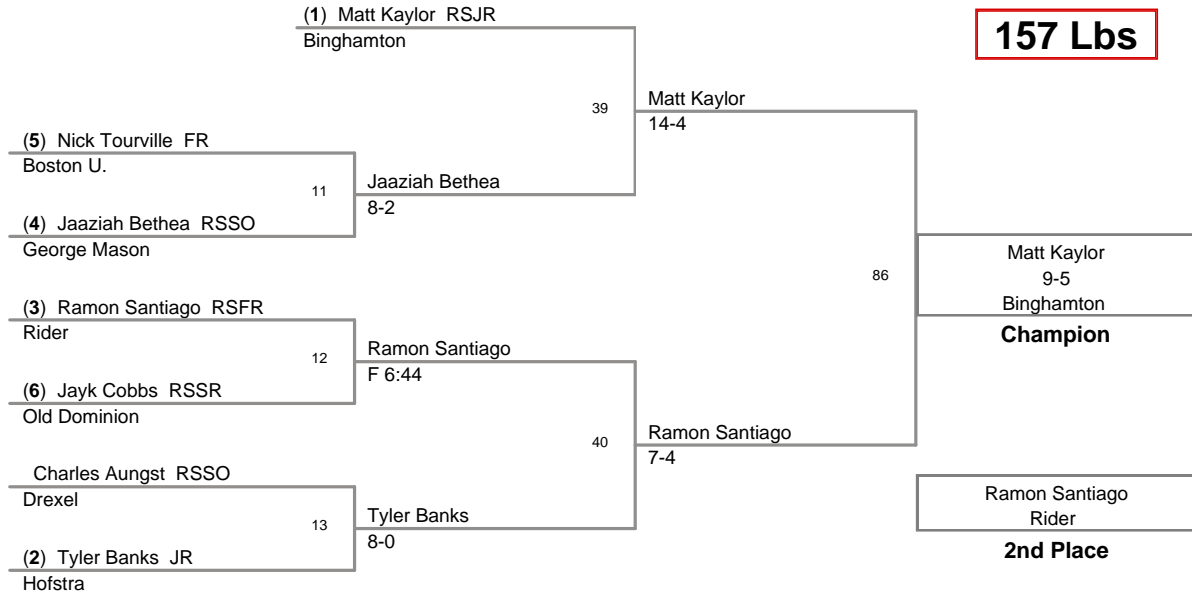 (1) Matt Kaylor RSJR
Binghamton
157 Lbs
39
Matt Kaylor
14-4
(5) Nick Tourville FR
Boston U.
11
Jaaziah Bethea
8-2
(4) Jaaziah Bethea RSSO
George Mason
86
Matt Kaylor
9-5
Binghamton
Champion
(3) Ramon Santiago RSFR
Rider
12
Ramon Santiago
F 6:44
(6) Jayk Cobbs RSSR
Old Dominion
40
Ramon Santiago
7-4
Charles Aungst RSSO
Drexel
13
Tyler Banks
8-0
(2) Tyler Banks JR
Hofstra
Ramon Santiago
Rider
2nd Place